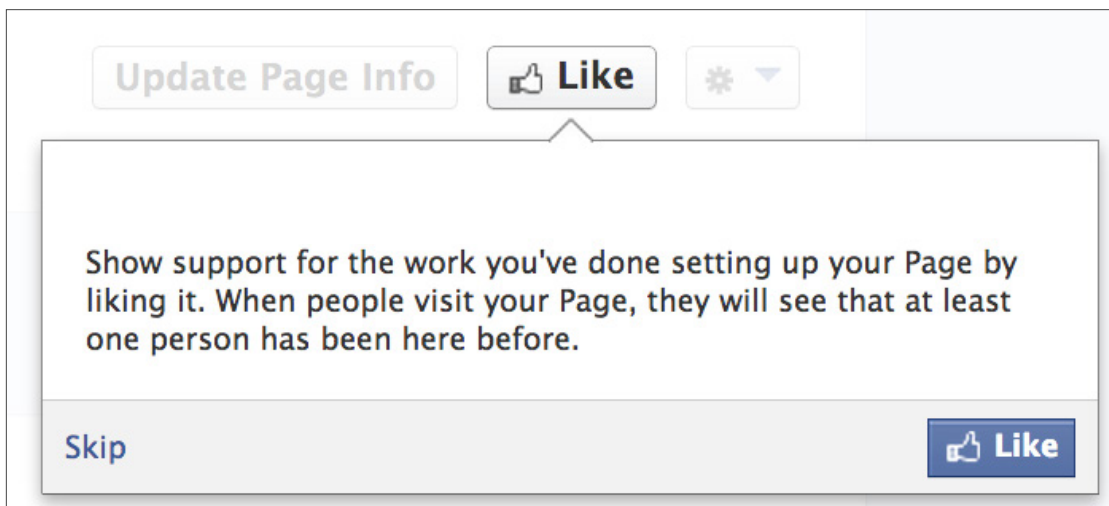 Update Page Info Like
Show support for the work you've done setting up your Page by
liking it. When people visit your Page, they will see that at least
one person has been here before.
Skip Like